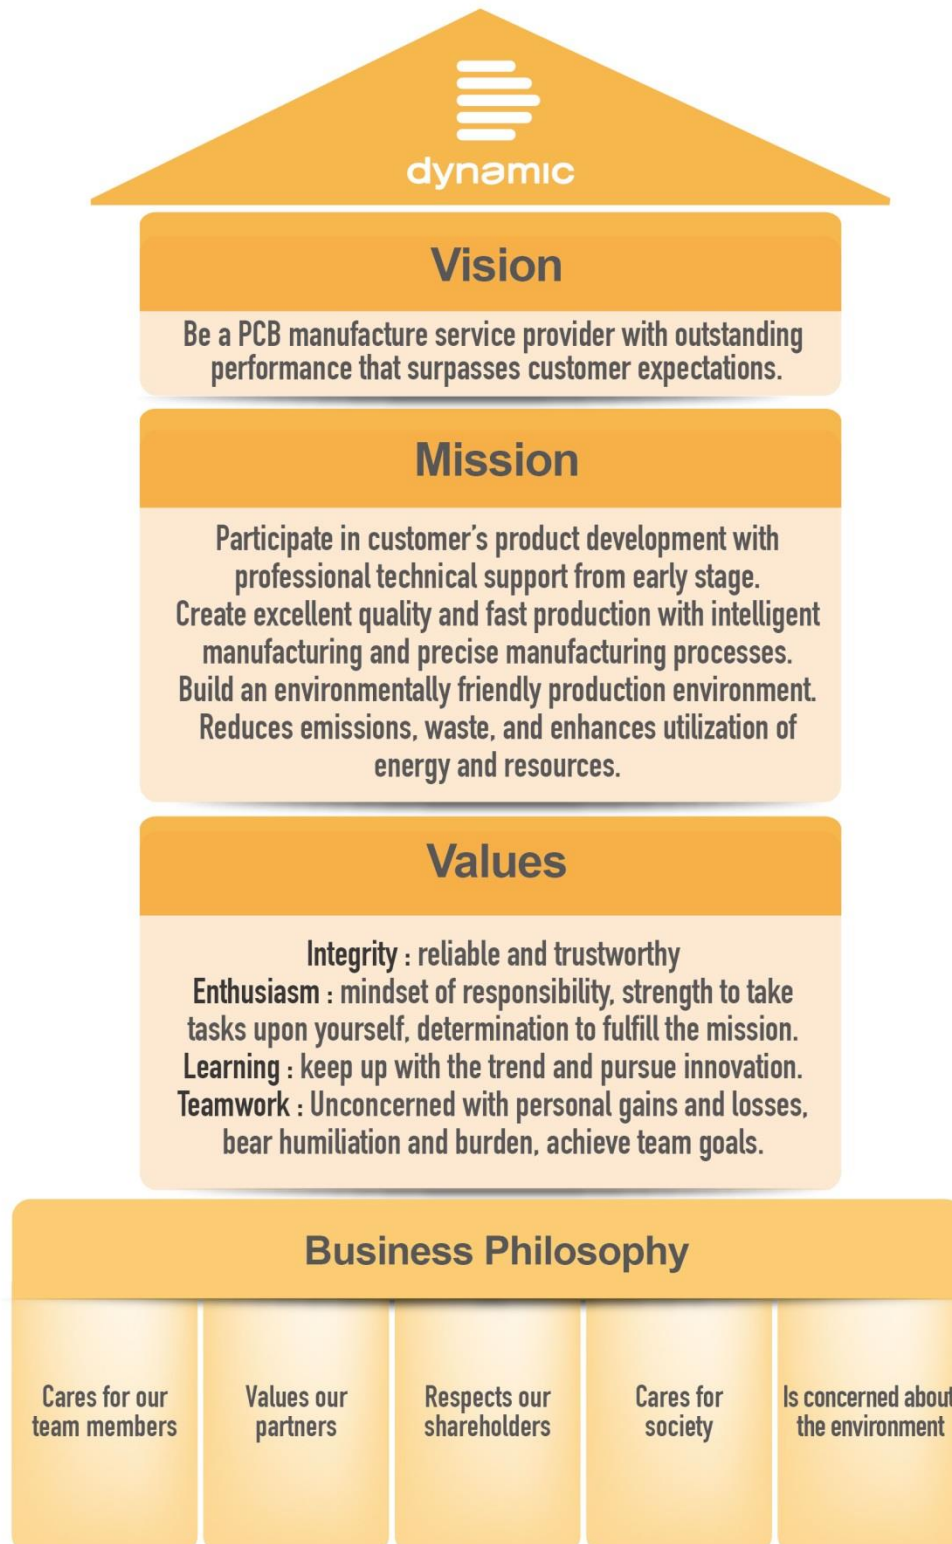 dynamic
Vision
Be a PCB manufacture service provider with outstanding
performance that surpasses customer expectations.
Mission
Participate in customer’s product development with
professional technical support from early stage.
Create excellent quality and fast production with intelligent
manufacturing and precise manufacturing processes.
Build an environmentally friendly production environment.
Reduces emissions, waste, and enhances utilization of
energy and resources.
Values
Integrity : reliable and trustworthy
Enthusiasm : mindset of responsibility, strength to take
tasks upon yourself, determination to fulfill the mission.
Learning : keep up with the trend and pursue innovation.
Teamwork : Unconcerned with personal gains and losses,
bear humiliation and burden, achieve team goals.
Business Philosophy
Cares for our
team members
Values our
partners
Respects our
shareholders
Cares for
society
Is concerned about
the environment